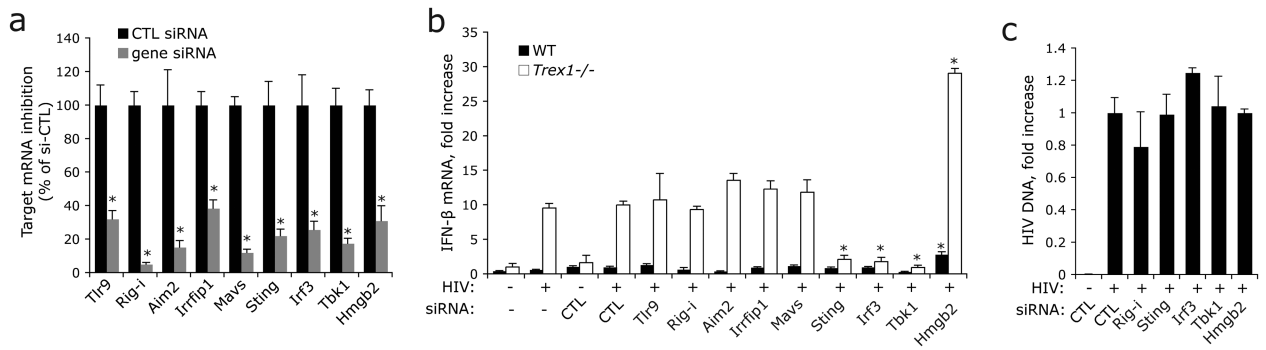 a
CTL siRNA
gene siRNA
Target mRNA inhibition
(% of si-CTL)
140
120
100
80
60
40
20
0
* * * * * * * * *
Tlr9 Rig-i Aim2 Irrfip1 Mavs Sting Irf3 Tbk1 Hmgb2
b
WT
Trex1-/-
IFN-β mRNA, fold increase
35
30
25
20
15
10
5
0
* * * * *
HIV: - + - + + + + + + + + + +
siRNA: - - CTL CTL Tlr9 Rig-i Aim2 Irrfip1 Mavs Sting Irf3 Tbk1 Hmgb2
c
HIV DNA, fold increase
1.4
1.2
1
0.8
0.6
0.4
0.2
0
HIV: - + + + + + +
siRNA: CTL CTL Rig-i Sting Irf3 Tbk1 Hmgb2